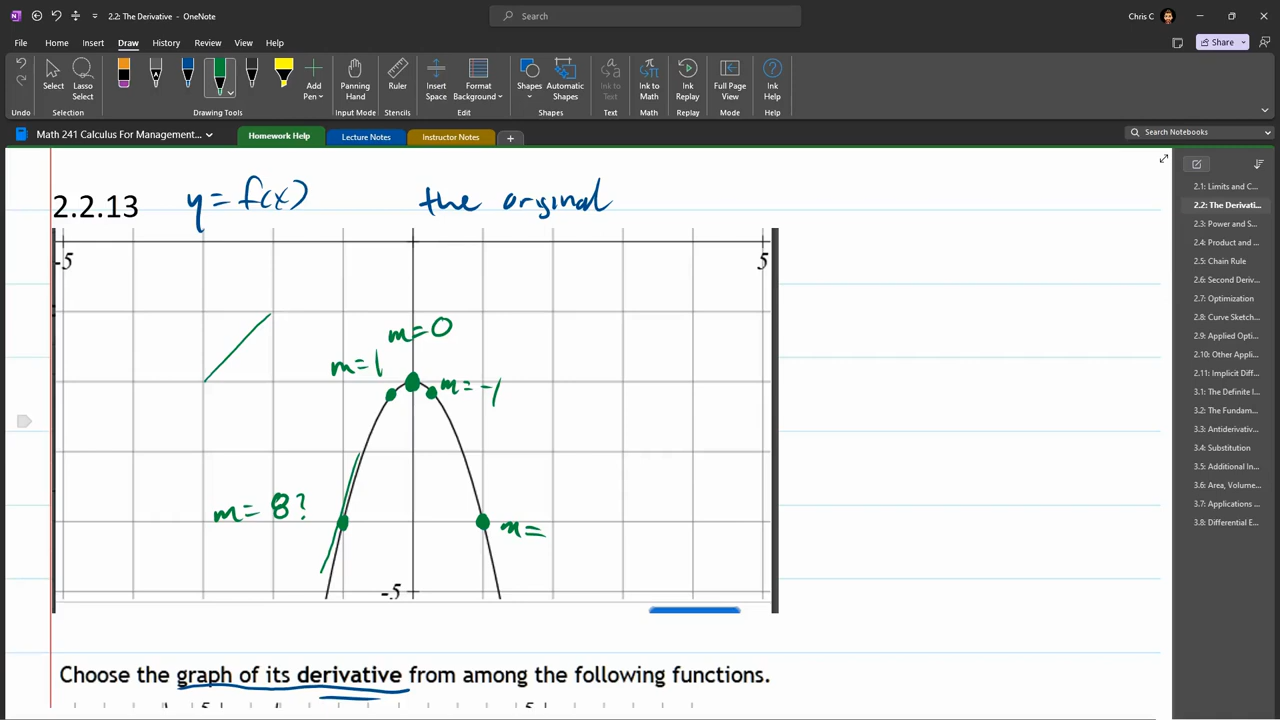 2.2: The Derivative - OneNote
Search
Chris C
File Home Insert Draw History Review View Help
Share
Undo
Select
Lasso Select
Add Pen
Panning Hand
Ruler
Insert Space
Format Background
Shapes
Automatic Shapes
Ink to Text
Ink to Math
Ink Replay
Full Page View
Ink Help
Undo Selection Drawing Tools Input Mode Stencils Edit Shapes Text Math Replay Mode Help
Math 241 Calculus For Management...
Homework Help
Lecture Notes
Instructor Notes
Search Notebooks
2.2.13 y = f(x) the orginal
-5 5
m=0
m=1
m=-1
m= 8?
m=
-5
Choose the graph of its derivative from among the following functions.
2.1: Limits and C...
2.2: The Derivati...
2.3: Power and S...
2.4: Product and ...
2.5: Chain Rule
2.6: Second Deriv...
2.7: Optimization
2.8: Curve Sketch...
2.9: Applied Opti...
2.10: Other Appli...
2.11: Implicit Diff...
3.1: The Definite I...
3.2: The Fundam...
3.3: Antiderivativ...
3.4: Substitution
3.5: Additional In...
3.6: Area, Volume...
3.7: Applications ...
3.8: Differential E...